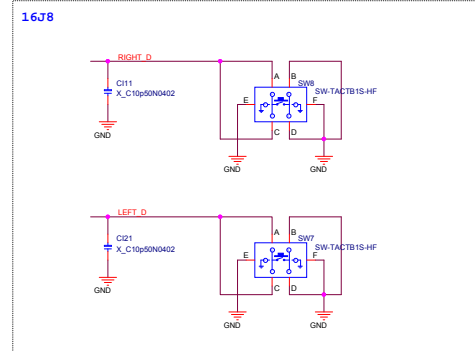 16J8
RIGHT_D
A B
CI11
SW8
X_C10p50N0402
SW-TACTB1S-HF
E F
GND
C D
GND GND
LEFT_D
A B
CI21
SW7
X_C10p50N0402
SW-TACTB1S-HF
E F
C D
GND
GND GND